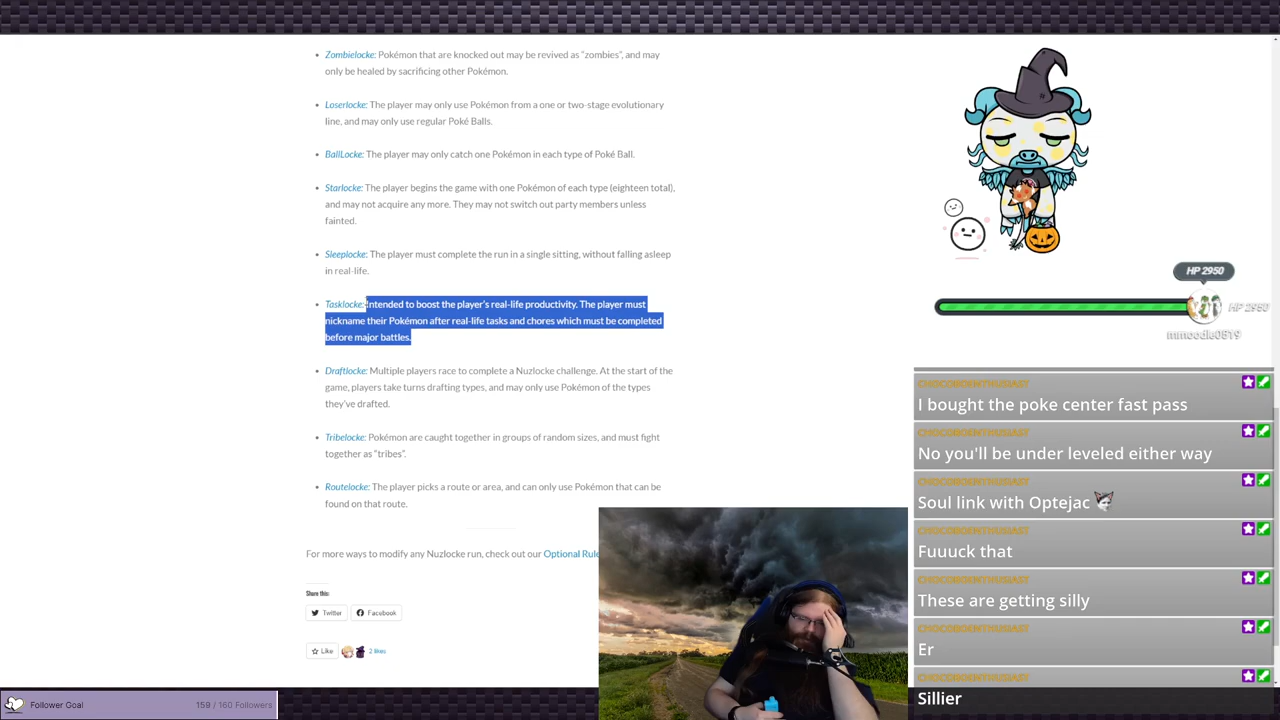 Zombielocke: Pokémon that are knocked out may be revived as “zombies”, and may
only be healed by sacrificing other Pokémon.
Loserlocke: The player may only use Pokémon from a one or two-stage evolutionary
line, and may only use regular Poké Balls.
BallLocke: The player may only catch one Pokémon in each type of Poké Ball.
Starlocke: The player begins the game with one Pokémon of each type (eighteen total),
and may not acquire any more. They may not switch out party members unless
fainted.
Sleeplocke: The player must complete the run in a single sitting, without falling asleep
in real-life.
Tasklocke: Intended to boost the player’s real-life productivity. The player must
nickname their Pokémon after real-life tasks and chores which must be completed
before major battles.
Draftlocke: Multiple players race to complete a Nuzlocke challenge. At the start of the
game, players take turns drafting types, and may only use Pokémon of the types
they’ve drafted.
Tribelocke: Pokémon are caught together in groups of random sizes, and must fight
together as “tribes”.
Routelocke: The player picks a route or area, and can only use Pokémon that can be
found on that route.
For more ways to modify any Nuzlocke run, check out our Optional Rule
Share this:
Twitter
Facebook
Like
2 likes
HP 2950
HP 2950
mmoodle0519
CHOCOBOENTHUSIAST
I bought the poke center fast pass
CHOCOBOENTHUSIAST
No you'll be under leveled either way
CHOCOBOENTHUSIAST
Soul link with Optejac
CHOCOBOENTHUSIAST
Fuuuck that
CHOCOBOENTHUSIAST
These are getting silly
CHOCOBOENTHUSIAST
Er
CHOCOBOENTHUSIAST
Sillier
Follower Goal
159 / 160 Followers